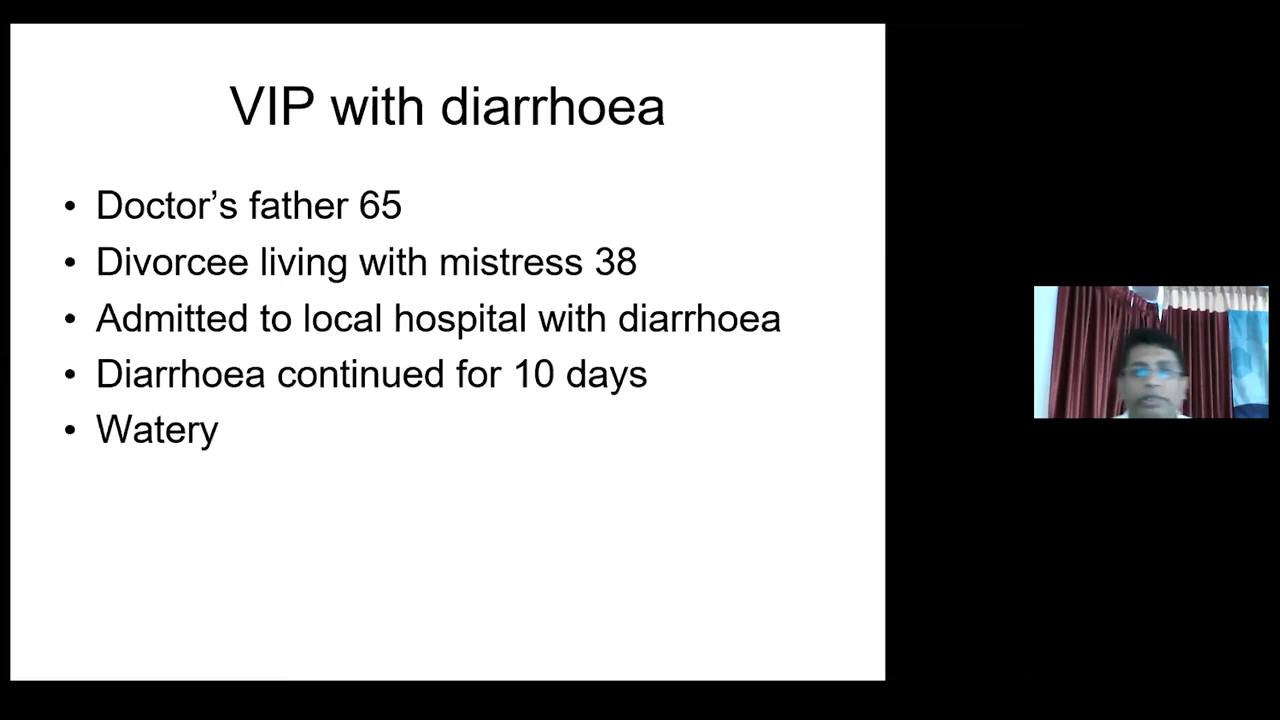 VIP with diarrhoea
• Doctor’s father 65
• Divorcee living with mistress 38
• Admitted to local hospital with diarrhoea
• Diarrhoea continued for 10 days
• Watery